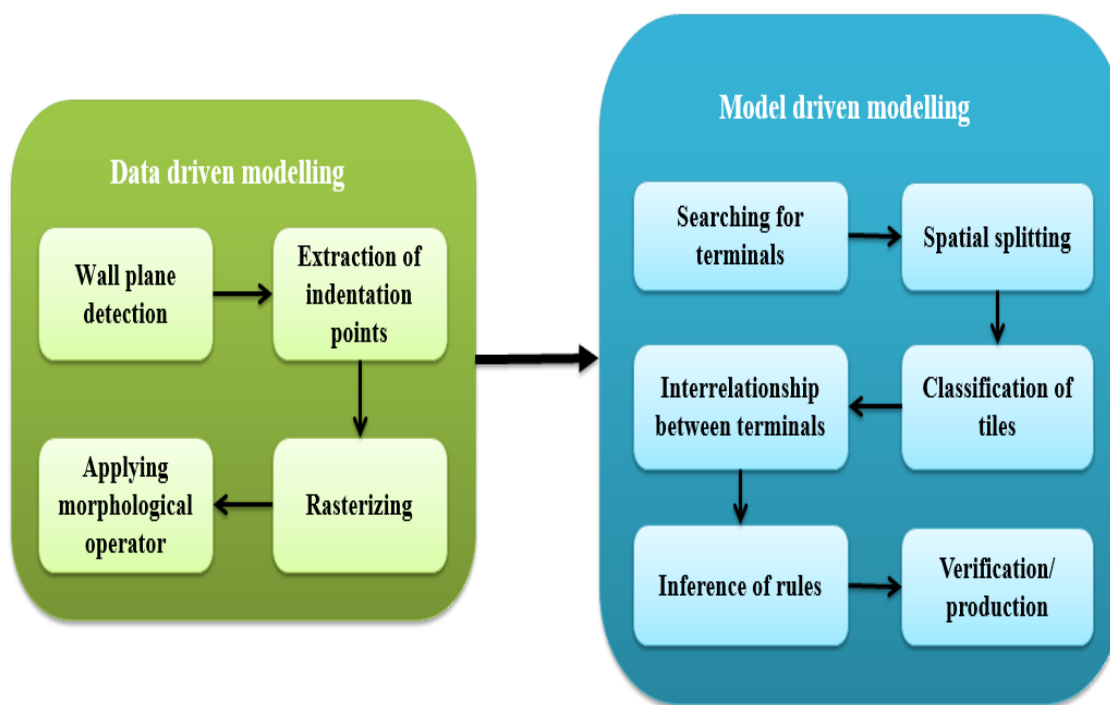 Data driven modelling
Wall plane
detection
Extraction of
indentation
points
Rasterizing
Applying
morphological
operator
Model driven modelling
Searching for
terminals
Spatial splitting
Classification of
tiles
Interrelationship
between terminals
Inference of rules
Verification/
production